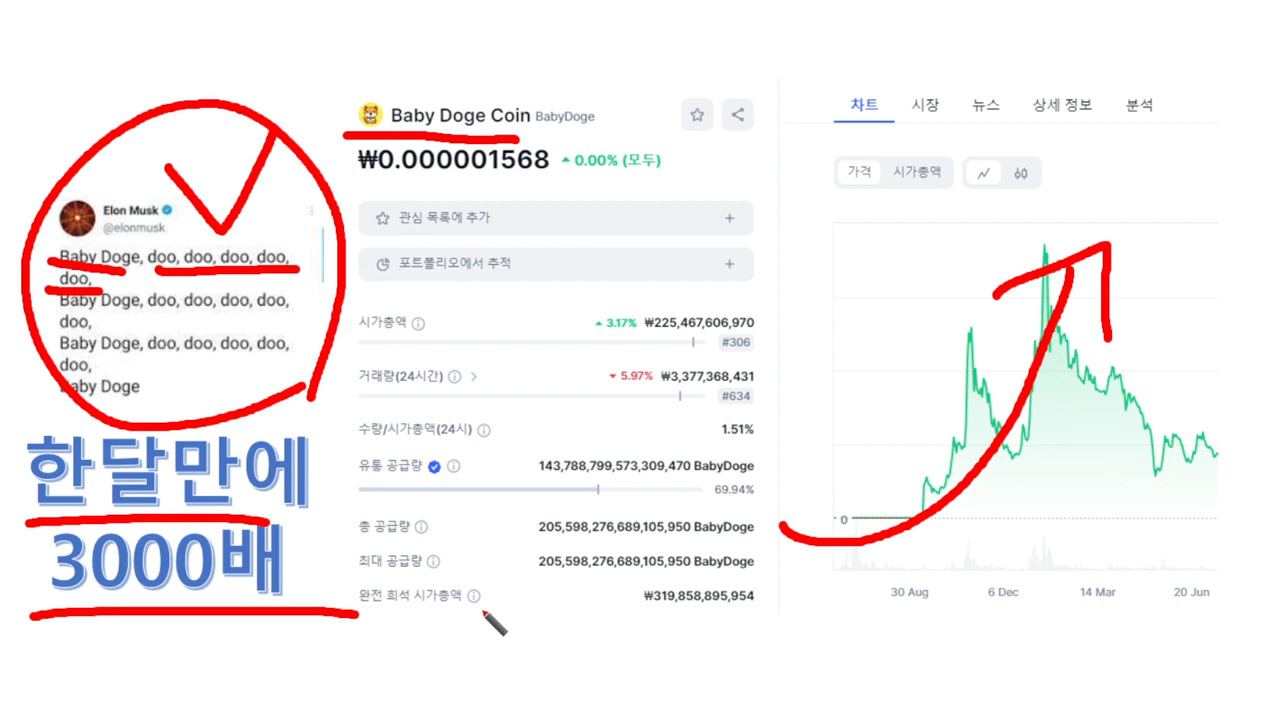 Elon Musk
@elonmusk
Baby Doge, doo, doo, doo, doo,
doo,
Baby Doge, doo, doo, doo, doo,
doo,
Baby Doge, doo, doo, doo, doo,
doo,
Baby Doge
한달만에
3000배
Baby Doge Coin BabyDoge
₩0.000001568 0.00% (모두)
관심 목록에 추가
포트폴리오에서 추적
시가총액 3.17% ₩225,467,606,970
#306
거래량(24시간) 5.97% ₩3,377,368,431
#634
수량/시가총액(24시) 1.51%
유통 공급량 143,788,799,573,309,470 BabyDoge
69.94%
총 공급량 205,598,276,689,105,950 BabyDoge
최대 공급량 205,598,276,689,105,950 BabyDoge
완전 희석 시가총액 ₩319,858,895,954
차트 시장 뉴스 상세 정보 분석
가격 시가총액
0
30 Aug 6 Dec 14 Mar 20 Jun